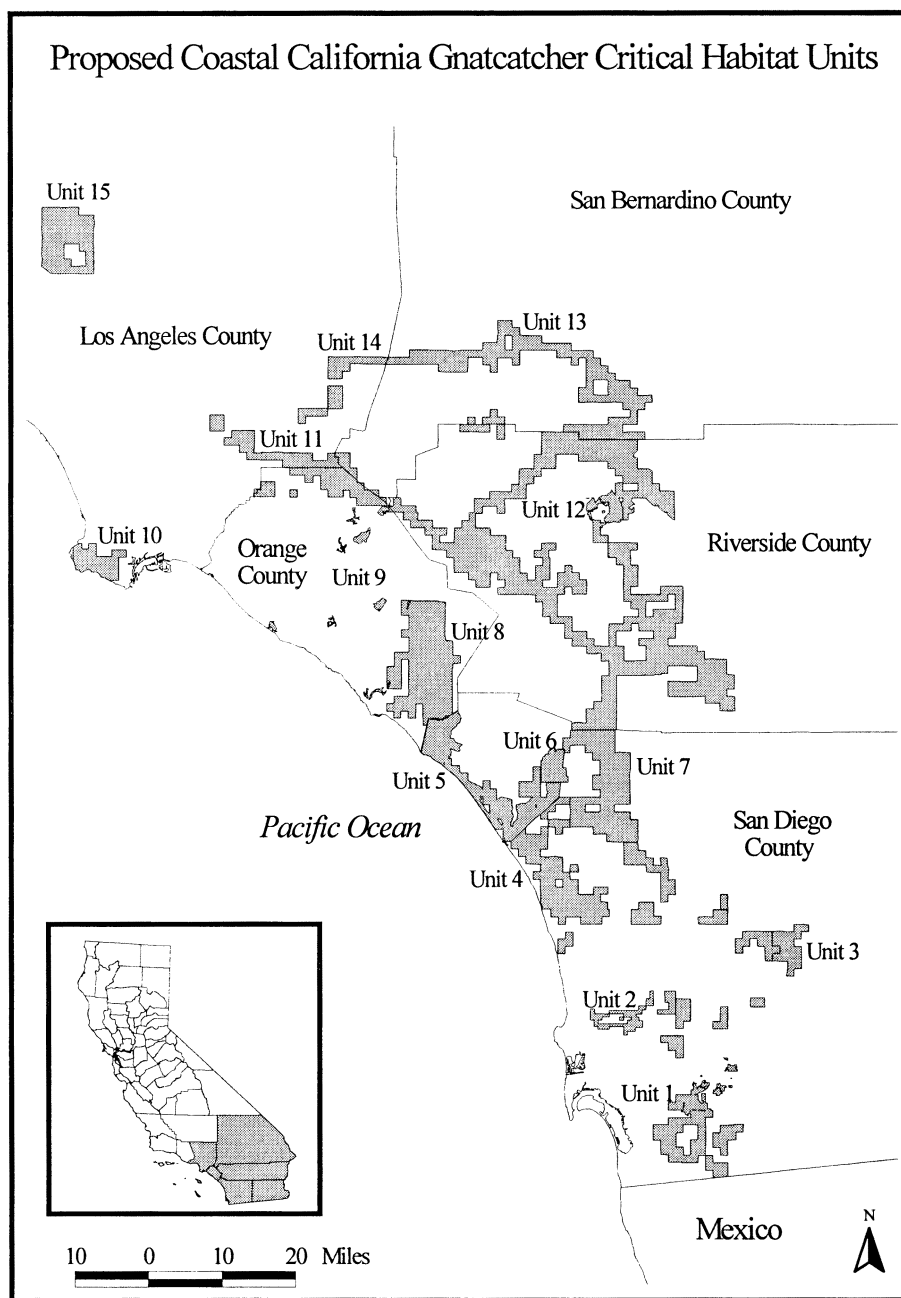 Proposed Coastal California Gnatcatcher Critical Habitat Units
Unit 15
San Bernardino County
Los Angeles County
Unit 14
Unit 13
Unit 11
Unit 10
Orange
County
Unit 12
Riverside County
Unit 9
Unit 8
Unit 6
Unit 5
Unit 7
Pacific Ocean
San Diego
County
Unit 4
Unit 3
Unit 2
Unit 1
Mexico
N
10 0 10 20 Miles